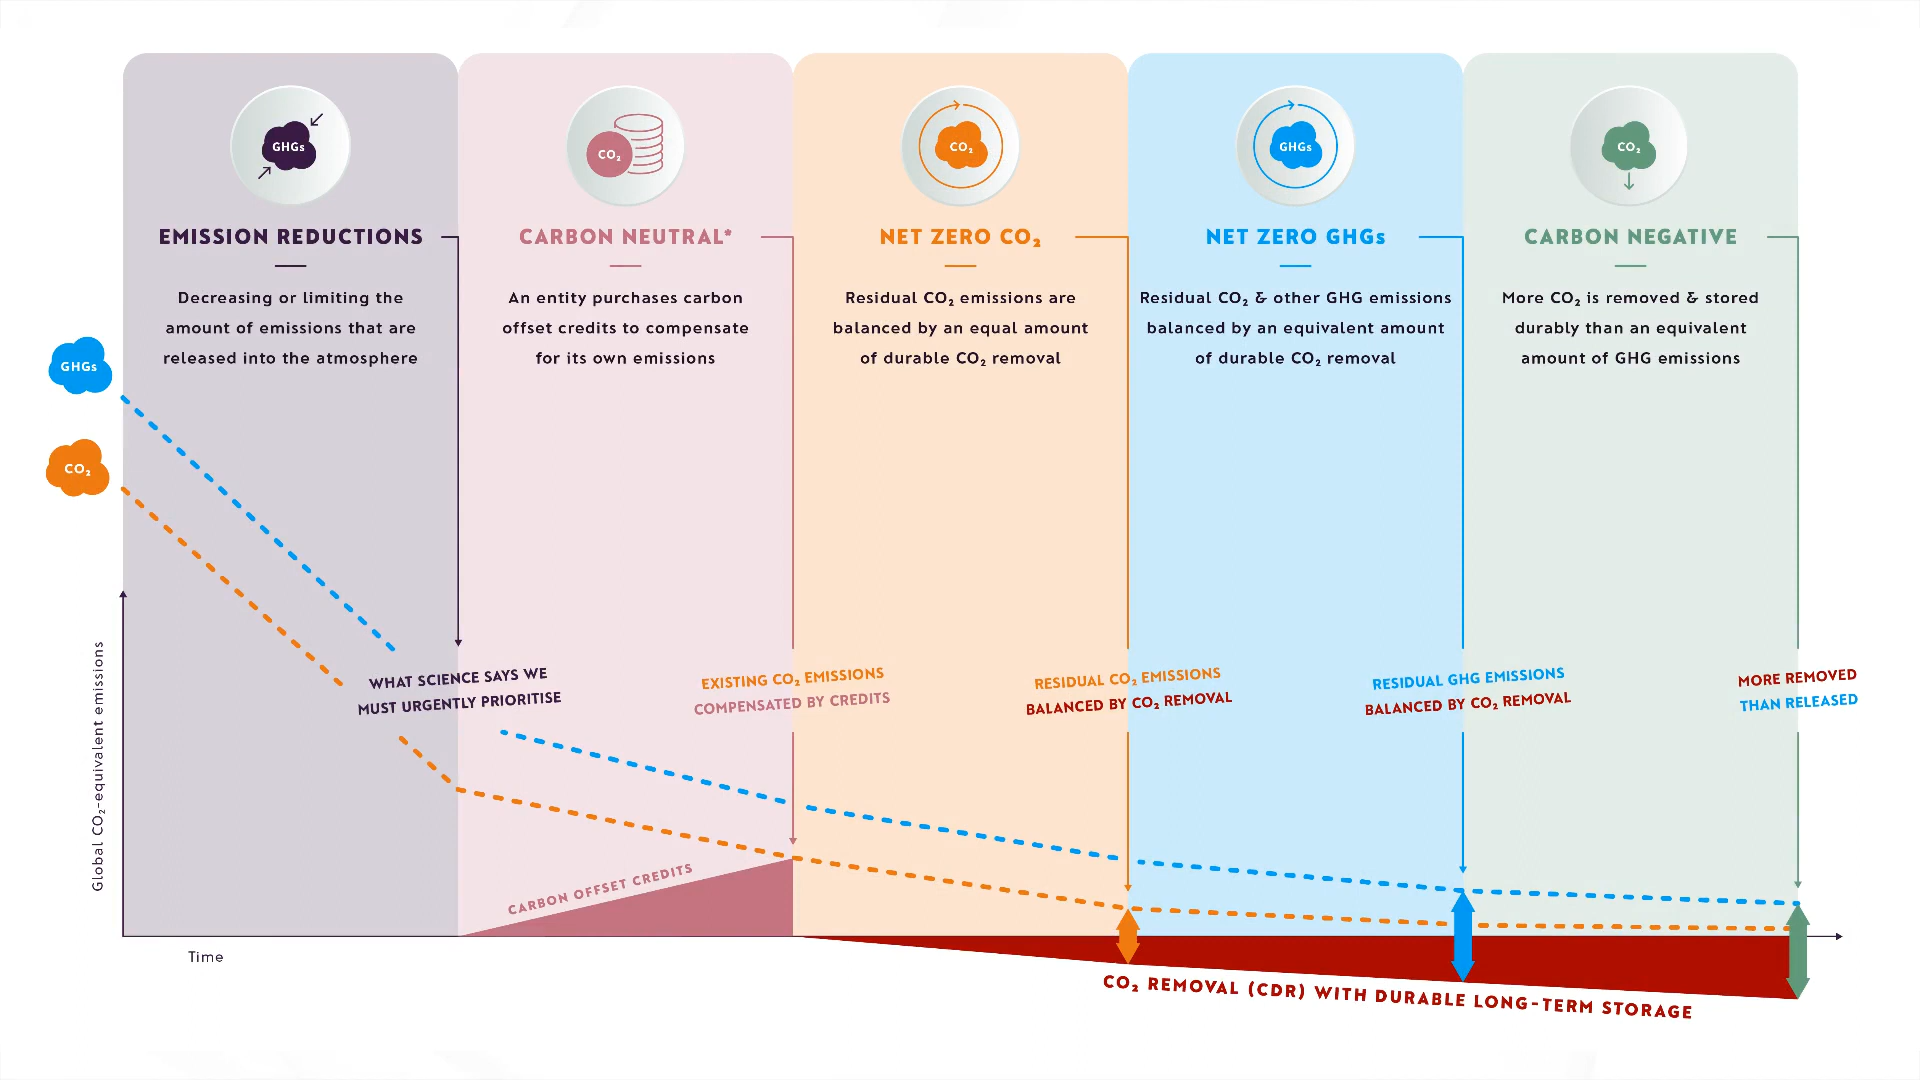 GHGs
EMISSION REDUCTIONS
Decreasing or limiting the
amount of emissions that are
released into the atmosphere
CO₂
CARBON NEUTRAL*
An entity purchases carbon
offset credits to compensate
for its own emissions
CO₂
NET ZERO CO₂
Residual CO₂ emissions are
balanced by an equal amount
of durable CO₂ removal
GHGs
NET ZERO GHGs
Residual CO₂ & other GHG emissions
balanced by an equivalent amount
of durable CO₂ removal
CO₂
CARBON NEGATIVE
More CO₂ is removed & stored
durably than an equivalent
amount of GHG emissions
GHGs
CO₂
Global CO₂-equivalent emissions
WHAT SCIENCE SAYS WE
MUST URGENTLY PRIORITISE
EXISTING CO₂ EMISSIONS
COMPENSATED BY CREDITS
RESIDUAL CO₂ EMISSIONS
BALANCED BY CO₂ REMOVAL
RESIDUAL GHG EMISSIONS
BALANCED BY CO₂ REMOVAL
MORE REMOVED
THAN RELEASED
CARBON OFFSET CREDITS
Time
CO₂ REMOVAL (CDR) WITH DURABLE LONG-TERM STORAGE